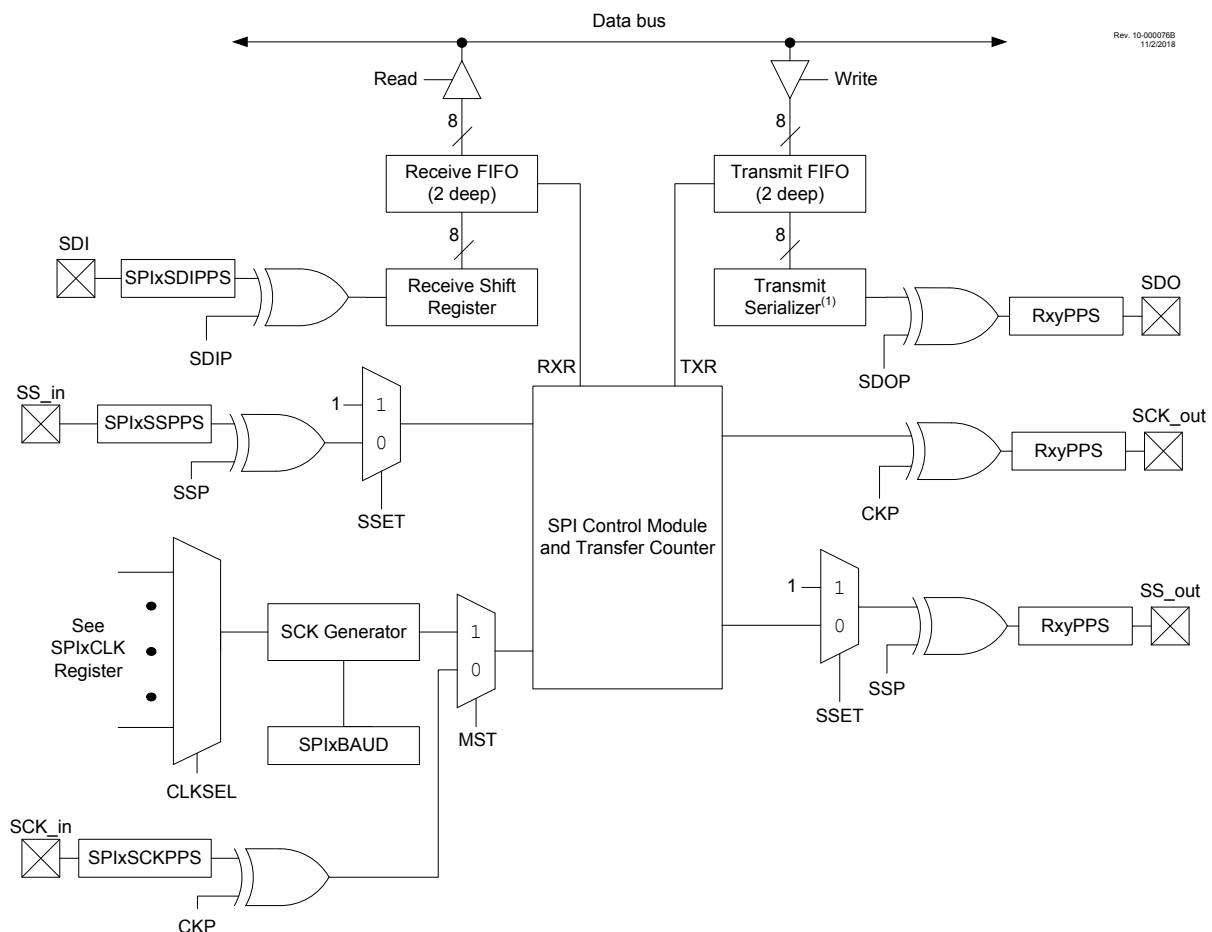 Data bus
Rev. 10-000076B
11/2/2018
Read
Write
8
8
Receive FIFO
(2 deep)
Transmit FIFO
(2 deep)
8
8
SDI
SPIxSDIPPS
Receive Shift
Register
Transmit
Serializer(1)
SDO
RxyPPS
SDIP
SDOP
RXR
TXR
SS_in
SPIxSSPPS
1
1
0
SSP
SSET
SCK_out
RxyPPS
CKP
SPI Control Module
and Transfer Counter
See
SPIxCLK
Register
SCK Generator
1
0
SPIxBAUD
MST
CLKSEL
1
1
0
SS_out
RxyPPS
SSP
SSET
SCK_in
SPIxSCKPPS
CKP